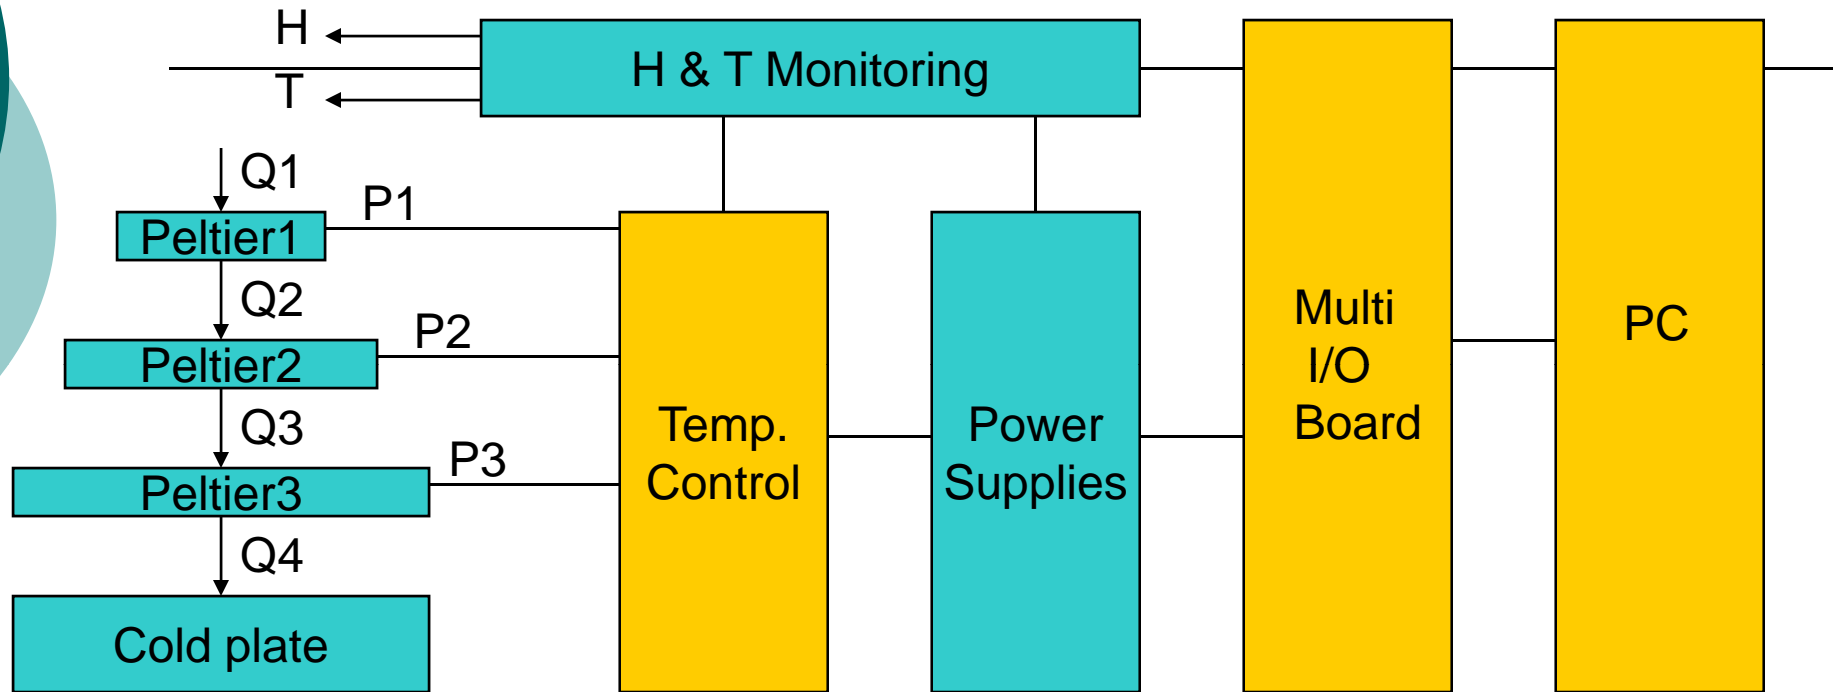 H
H & T Monitoring
T
Q1
P1
Peltier1
Q2
P2
Peltier2
Q3
P3
Peltier3
Q4
Cold plate
Temp.
Control
Power
Supplies
Multi
I/O
Board
PC